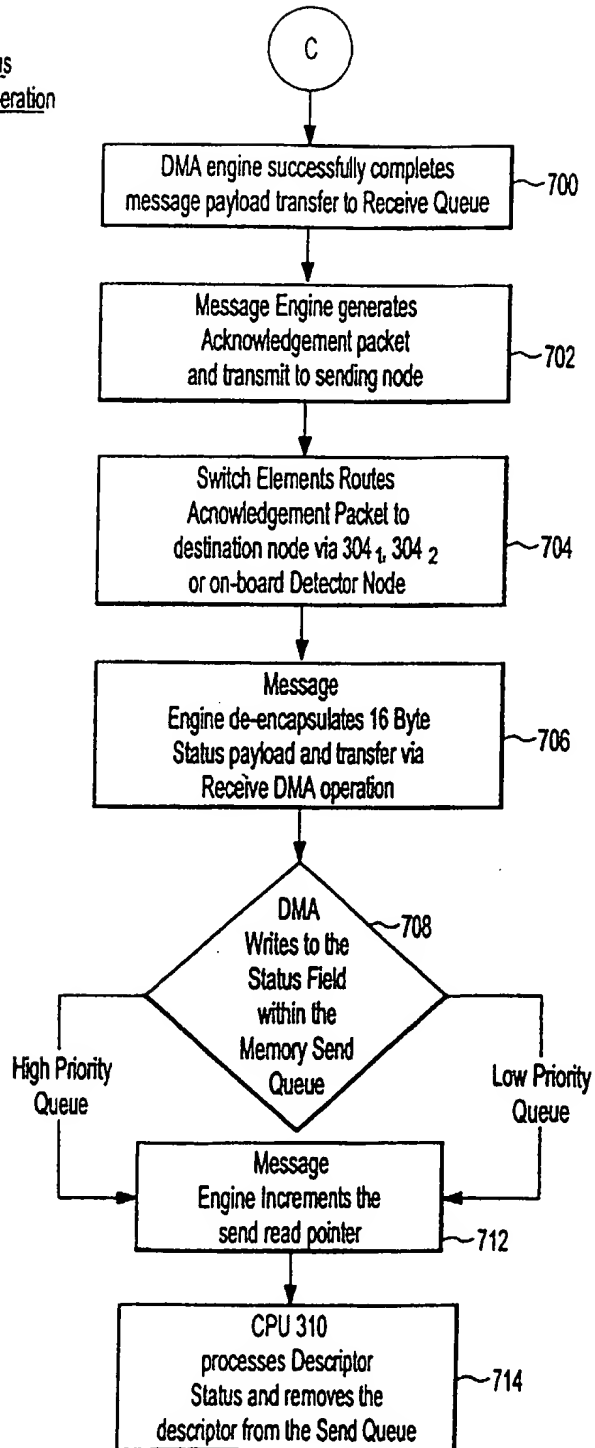 eration
C
DMA engine successfully completes
message payload transfer to Receive Queue
700
Message Engine generates
Acknowledgement packet
and transmit to sending node
702
Switch Elements Routes
Acnowledgement Packet to
destination node via 304 1, 304 2
or on-board Detector Node
704
Message
Engine de-encapsulates 16 Byte
Status payload and transfer via
Receive DMA operation
706
DMA
Writes to the
Status Field
within the
Memory Send
Queue
708
High Priority
Queue
Low Priority
Queue
Message
Engine Increments the
send read pointer
712
CPU 310
processes Descriptor
Status and removes the
descriptor from the Send Queue
714